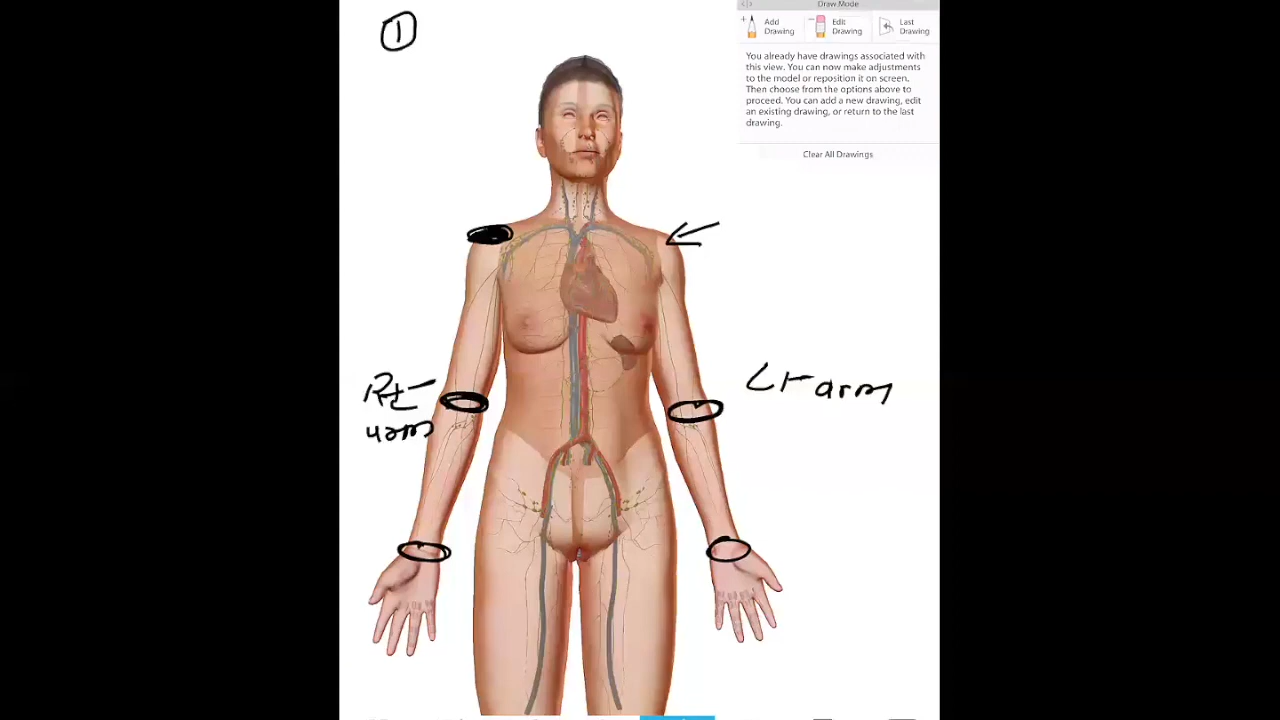 ①
Draw Mode
Add Drawing
Edit Drawing
Last Drawing
You already have drawings associated with
this view. You can now make adjustments
to the model or reposition it on screen.
Then choose from the options above to
proceed. You can add a new drawing, edit
an existing drawing, or return to the last
drawing.
Clear All Drawings
Rt
arm
Lt arm